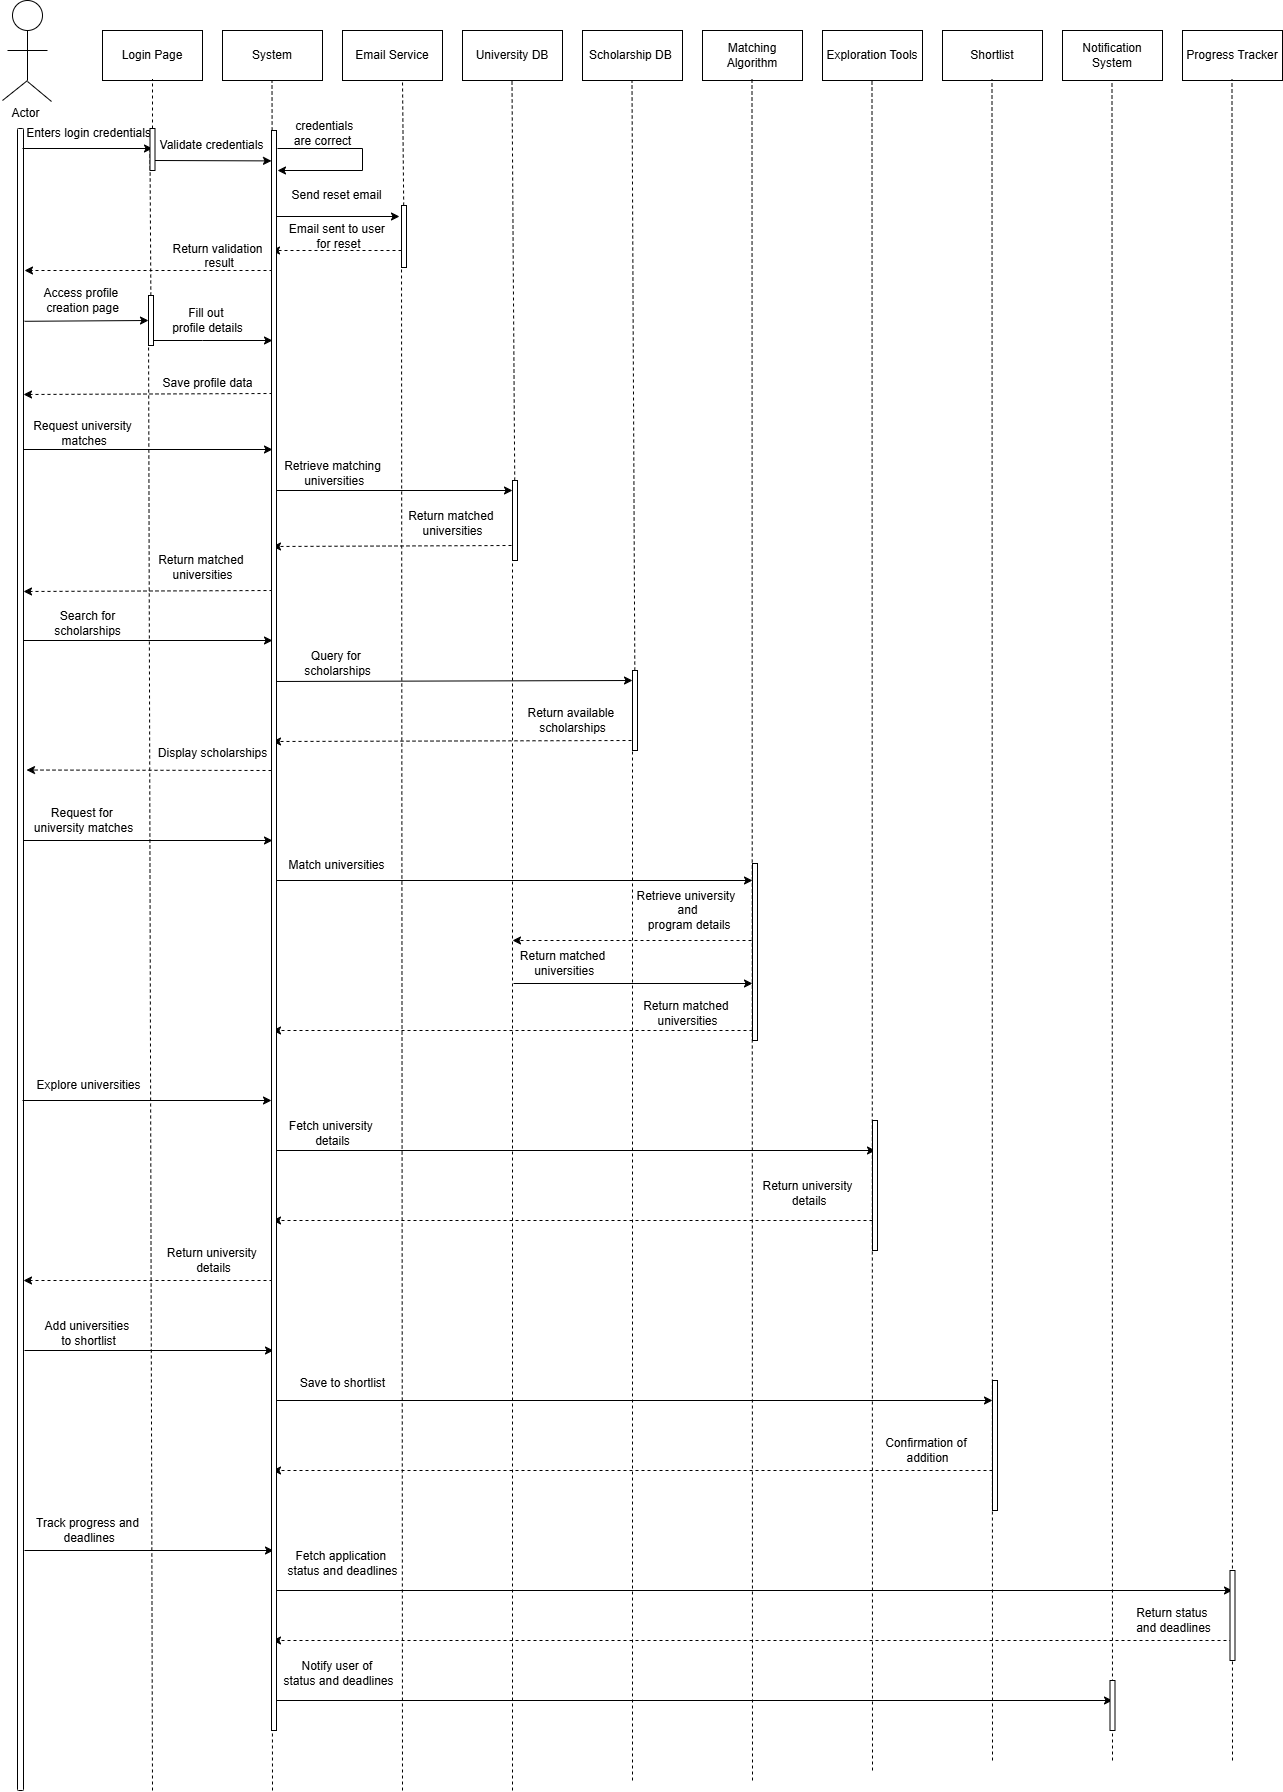 Login Page
System
Email Service
University DB
Scholarship DB
Matching
Algorithm
Exploration Tools
Shortlist
Notification
System
Progress Tracker
Actor
Enters login credentials
Validate credentials
credentials
are correct
Send reset email
Email sent to user
for reset
Return validation
result
Access profile
creation page
Fill out
profile details
Save profile data
Request university
matches
Retrieve matching
universities
Return matched
universities
Return matched
universities
Search for
scholarships
Query for
scholarships
Return available
scholarships
Display scholarships
Request for
university matches
Match universities
Retrieve university
and
program details
Return matched
universities
Return matched
universities
Explore universities
Fetch university
details
Return university
details
Return university
details
Add universities
to shortlist
Save to shortlist
Confirmation of
addition
Track progress and
deadlines
Fetch application
status and deadlines
Return status
and deadlines
Notify user of
status and deadlines